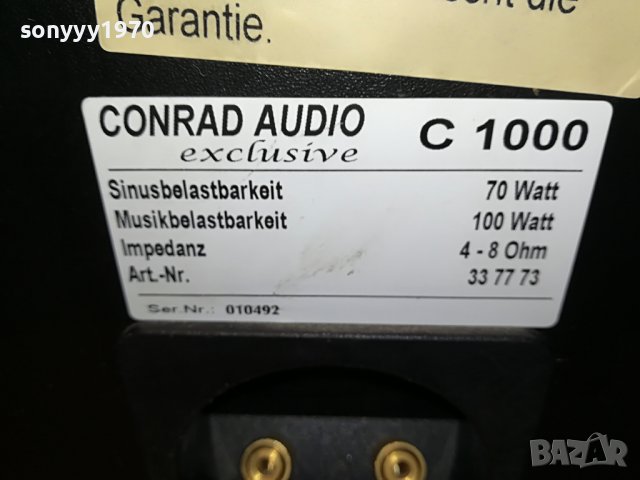 sonyyy1970
die
Garantie.
CONRAD AUDIO C 1000
exclusive
Sinusbelastbarkeit 70 Watt
Musikbelastbarkeit 100 Watt
Impedanz 4 - 8 Ohm
Art.-Nr. 33 77 73
Ser.Nr.: 010492
BAZAR